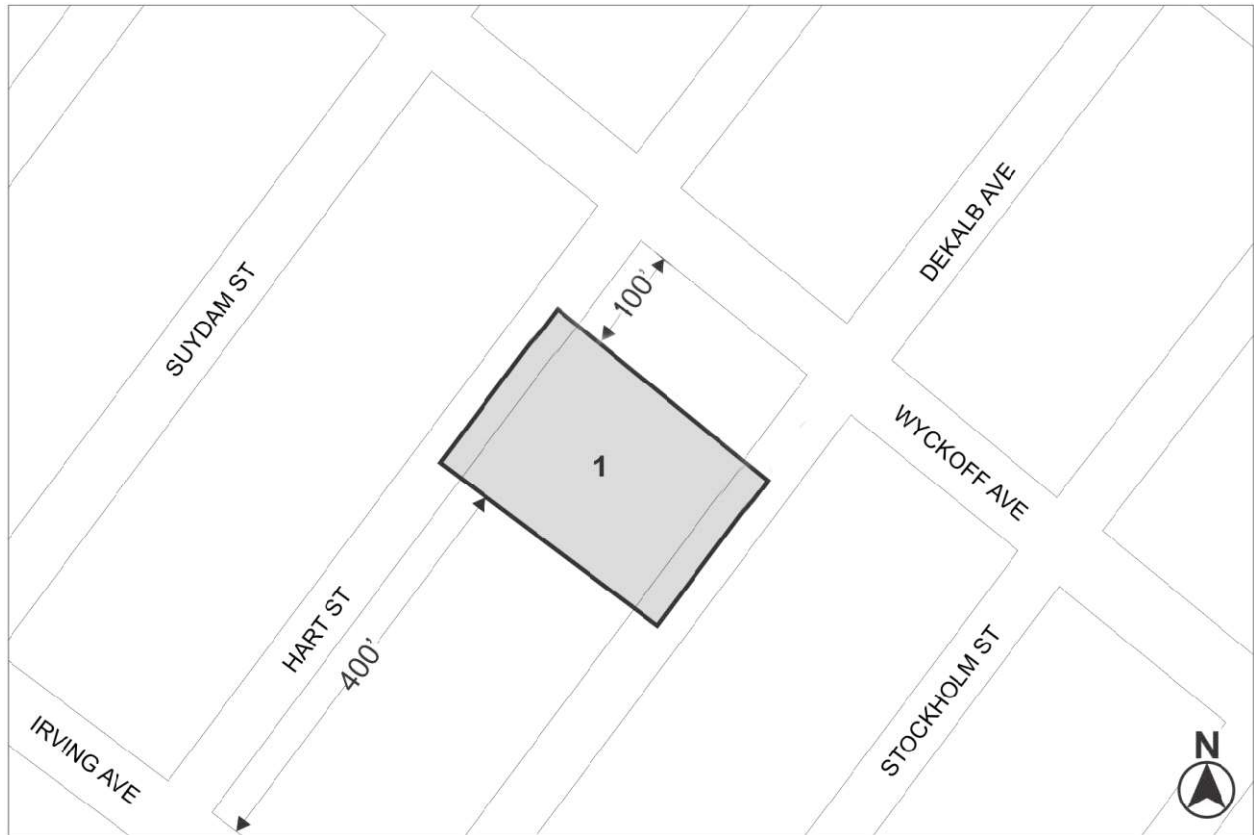 DEKALB AVE
SUYDAM ST
100'
WYCKOFF AVE
1
HART ST
400'
STOCKHOLM ST
IRVING AVE
N